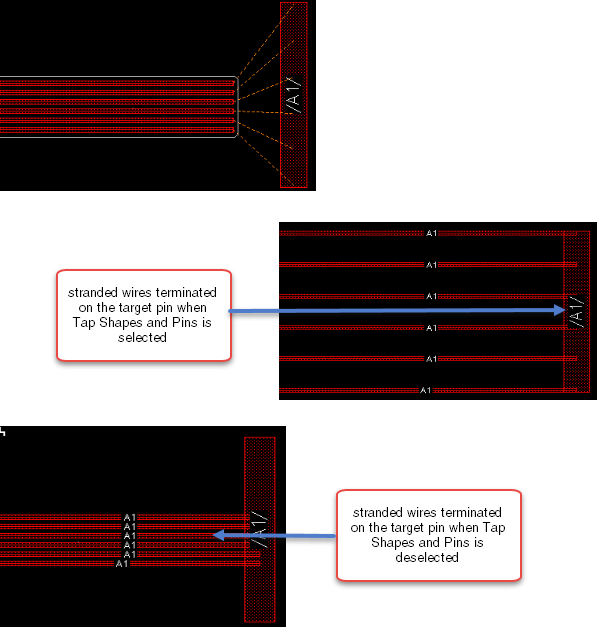 /A1/
A1
A1
A1
A1
A1
A1
/A1/
stranded wires terminated
on the target pin when
Tap Shapes and Pins is
selected
A1
A1
A1
A1
A1
A1
/A1/
stranded wires terminated
on the target pin when Tap
Shapes and Pins is
deselected